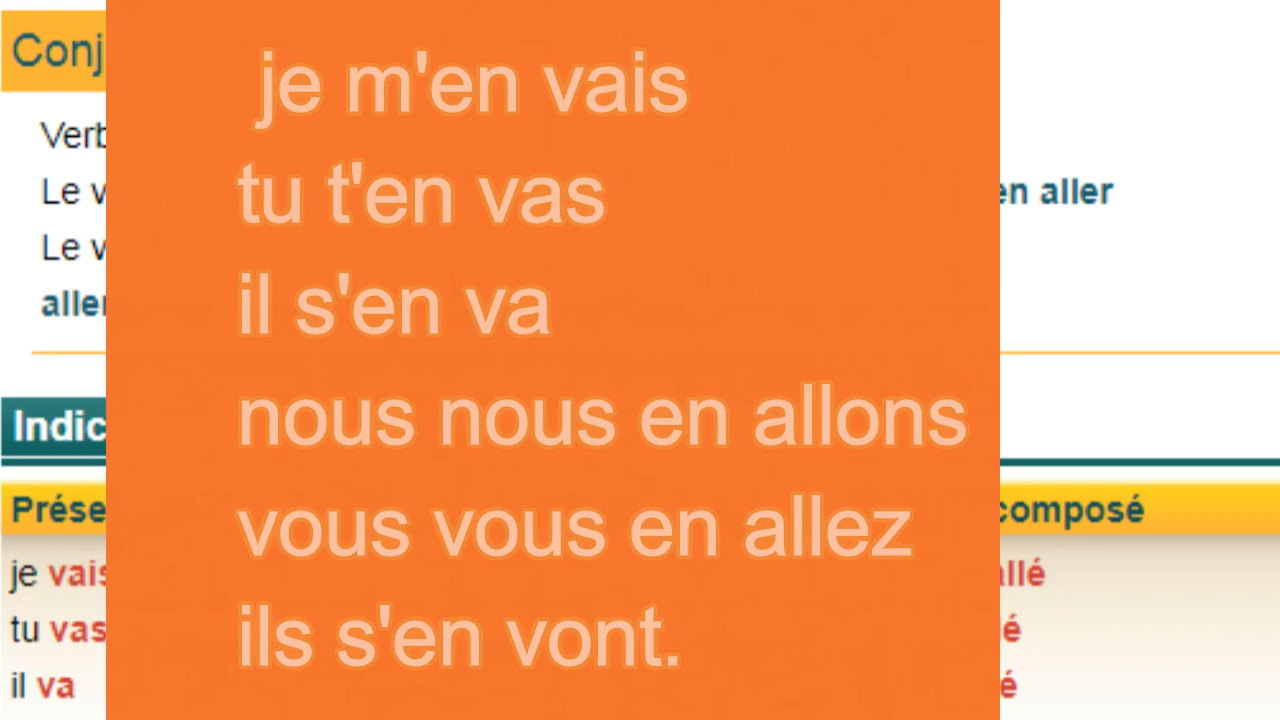 je m'en vais
tu t'en vas
il s'en va
nous nous en allons
vous vous en allez
ils s'en vont.
Conj
Verb
Le v
en aller
Le v
aller
Indic
Prése
composé
je vais
allé
tu vas
é
il va
é